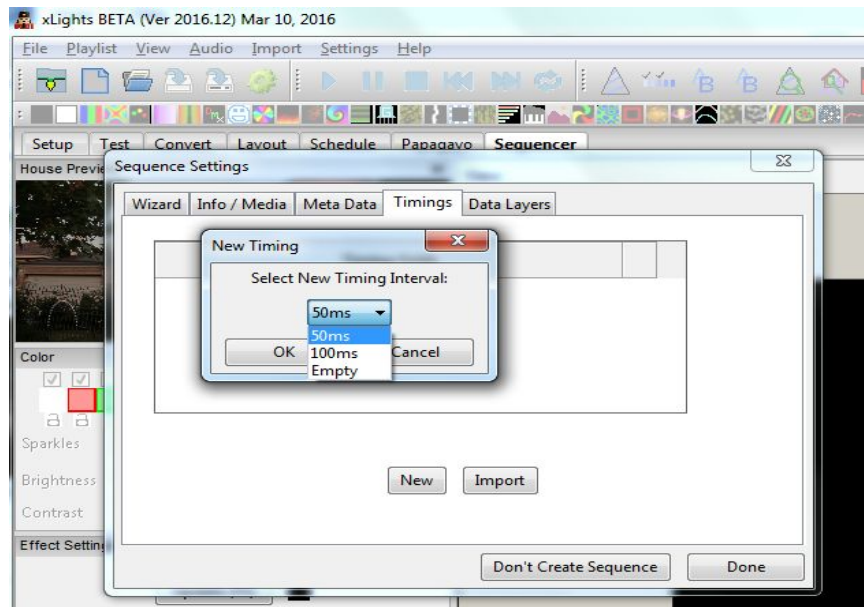 xLights BETA (Ver 2016.12) Mar 10, 2016
File Playlist View Audio Import Settings Help
Setup Test Convert Layout Schedule Papagayo Sequencer
House Previe
Sequence Settings
Wizard Info / Media Meta Data Timings Data Layers
New Timing
Select New Timing Interval:
50ms
50ms
OK 100ms Cancel
Empty
Color
Sparkles
Brightness
Contrast
New Import
Effect Setting
Don't Create Sequence Done